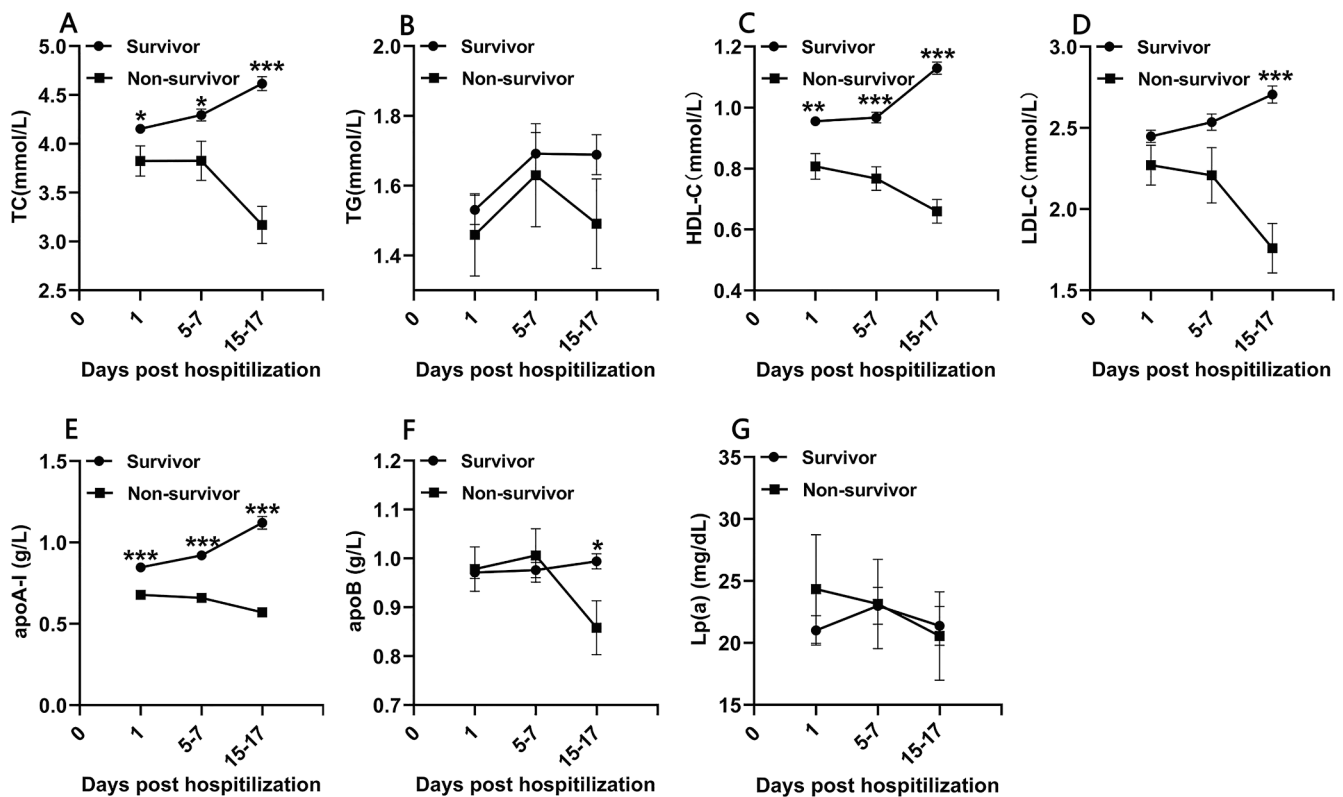 A
TC(mmol/L)
5.0
4.5
4.0
3.5
3.0
2.5
Survivor
Non-survivor
*
*
***
0
1
5-7
15-17
Days post hospitilization
B
TG(mmol/L)
2.0
1.8
1.6
1.4
Survivor
Non-survivor
0
1
5-7
15-17
Days post hospitilization
C
HDL-C（mmol/L）
1.2
1.0
0.8
0.6
0.4
Survivor
Non-survivor
**
***
***
0
1
5-7
15-17
Days post hospitilization
D
LDL-C（mmol/L）
3.0
2.5
2.0
1.5
Survivor
Non-survivor
***
0
1
5-7
15-17
Days post hospitilization
E
apoA-I (g/L)
1.5
1.0
0.5
0.0
Survivor
Non-survivor
***
***
***
0
1
5-7
15-17
Days post hospitilization
F
apoB (g/L)
1.2
1.1
1.0
0.9
0.8
0.7
Survivor
Non-survivor
*
0
1
5-7
15-17
Days post hospitilization
G
Lp(a) (mg/dL)
35
30
25
20
15
Survivor
Non-survivor
0
1
5-7
15-17
Days post hospitilization